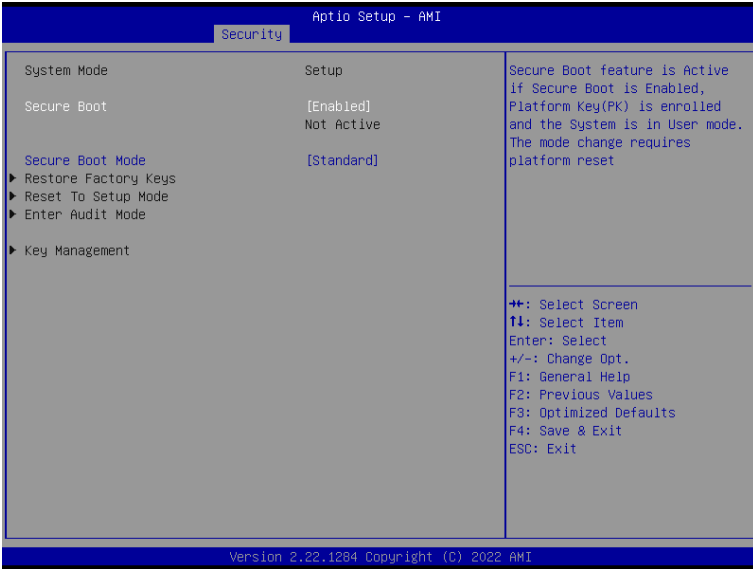 Aptio Setup – AMI
Security
System Mode Setup
Secure Boot [Enabled]
Not Active
Secure Boot Mode [Standard]
▶ Restore Factory Keys
▶ Reset To Setup Mode
▶ Enter Audit Mode
▶ Key Management
Secure Boot feature is Active
if Secure Boot is Enabled,
Platform Key(PK) is enrolled
and the System is in User mode.
The mode change requires
platform reset
→←: Select Screen
↑↓: Select Item
Enter: Select
+/-: Change Opt.
F1: General Help
F2: Previous Values
F3: Optimized Defaults
F4: Save & Exit
ESC: Exit
Version 2.22.1284 Copyright (C) 2022 AMI